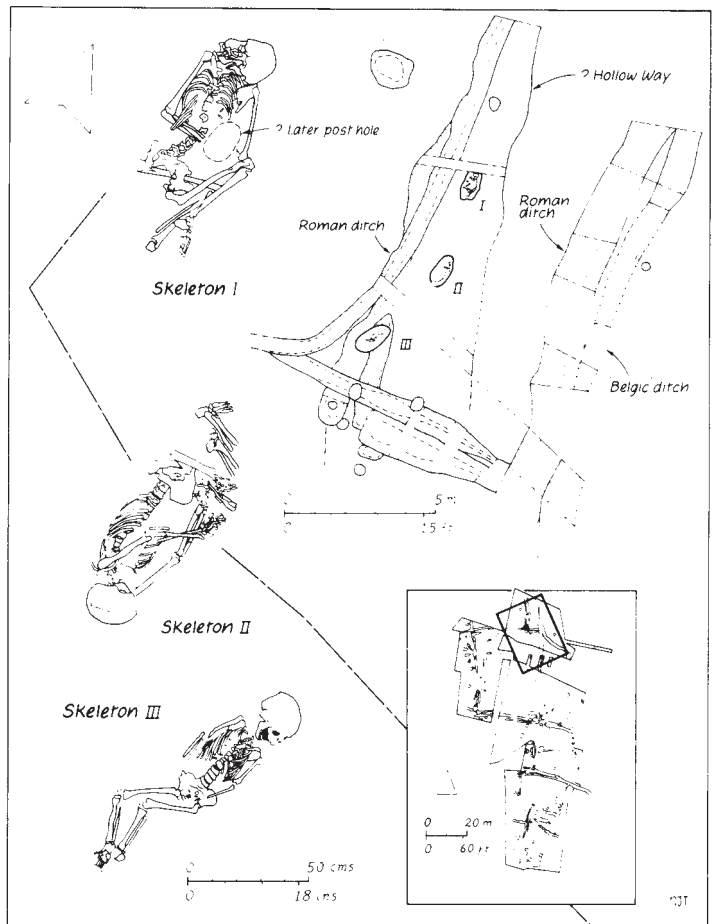 ? Hollow Way
? Later post hole
Roman ditch
Roman ditch
I
II
III
Skeleton I
Belgic ditch
0 5 m
0 15 ft
Skeleton II
Skeleton III
0 20 m
0 60 ft
0 50 cms
0 18 ins